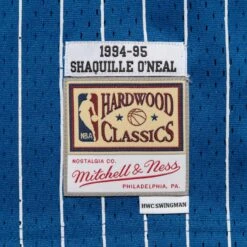 1994-95
SHAQUILLE O'NEAL
HARDWOOD
NBA
CLASSICS
NOSTALGIA CO.
Mitchell & Ness
PHILADELPHIA, PA.
HWC SWINGMAN